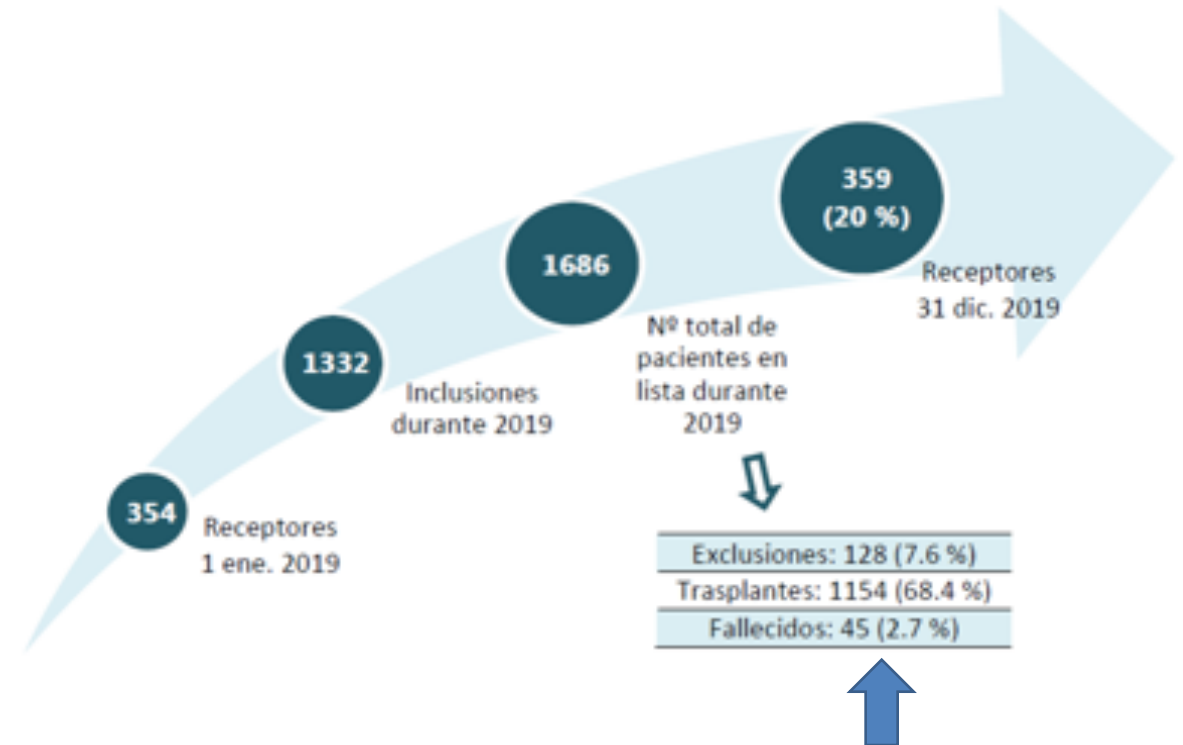 354
Receptores
1 ene. 2019
1332
Inclusiones
durante 2019
1686
Nº total de
pacientes en
lista durante
2019
359
(20 %)
Receptores
31 dic. 2019
Exclusiones: 128 (7.6 %)
Trasplantes: 1154 (68.4 %)
Fallecidos: 45 (2.7 %)